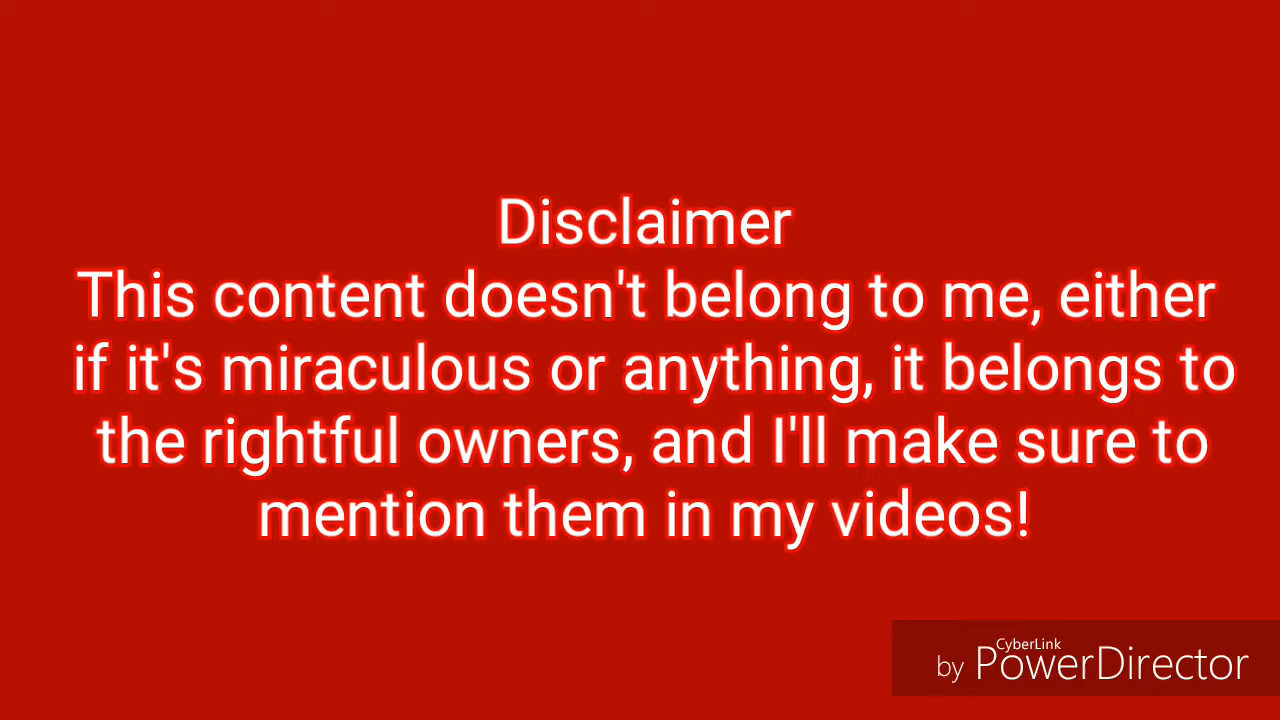 Disclaimer
This content doesn't belong to me, either
if it's miraculous or anything, it belongs to
the rightful owners, and I'll make sure to
mention them in my videos!
CyberLink
by PowerDirector